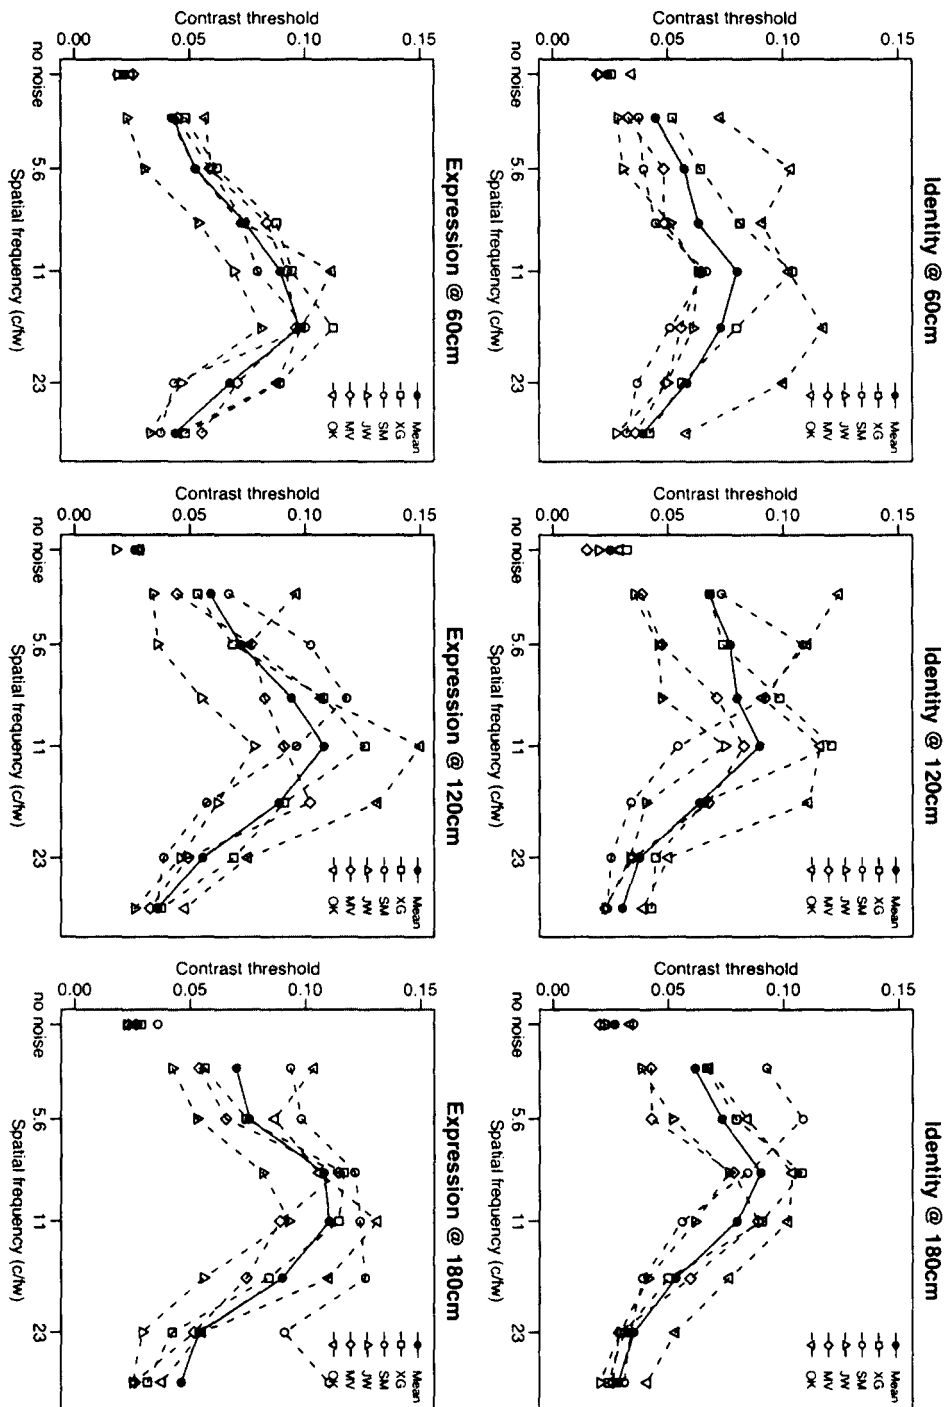 Identity @ 60cm
Contrast threshold
0.00
0.05
0.10
0.15
no noise
5.6
11
23
Spatial frequency (c/fw)
Mean
XG
SM
JW
MV
OK
Identity @ 120cm
Contrast threshold
0.00
0.05
0.10
0.15
no noise
5.6
11
23
Spatial frequency (c/fw)
Mean
XG
SM
JW
MV
OK
Identity @ 180cm
Contrast threshold
0.00
0.05
0.10
0.15
no noise
5.6
11
23
Spatial frequency (c/fw)
Mean
XG
SM
JW
MV
OK
Expression @ 60cm
Contrast threshold
0.00
0.05
0.10
0.15
no noise
5.6
11
23
Spatial frequency (c/fw)
Mean
XG
SM
JW
MV
OK
Expression @ 120cm
Contrast threshold
0.00
0.05
0.10
0.15
no noise
5.6
11
23
Spatial frequency (c/fw)
Mean
XG
SM
JW
MV
OK
Expression @ 180cm
Contrast threshold
0.00
0.05
0.10
0.15
no noise
5.6
11
23
Spatial frequency (c/fw)
Mean
XG
SM
JW
MV
OK